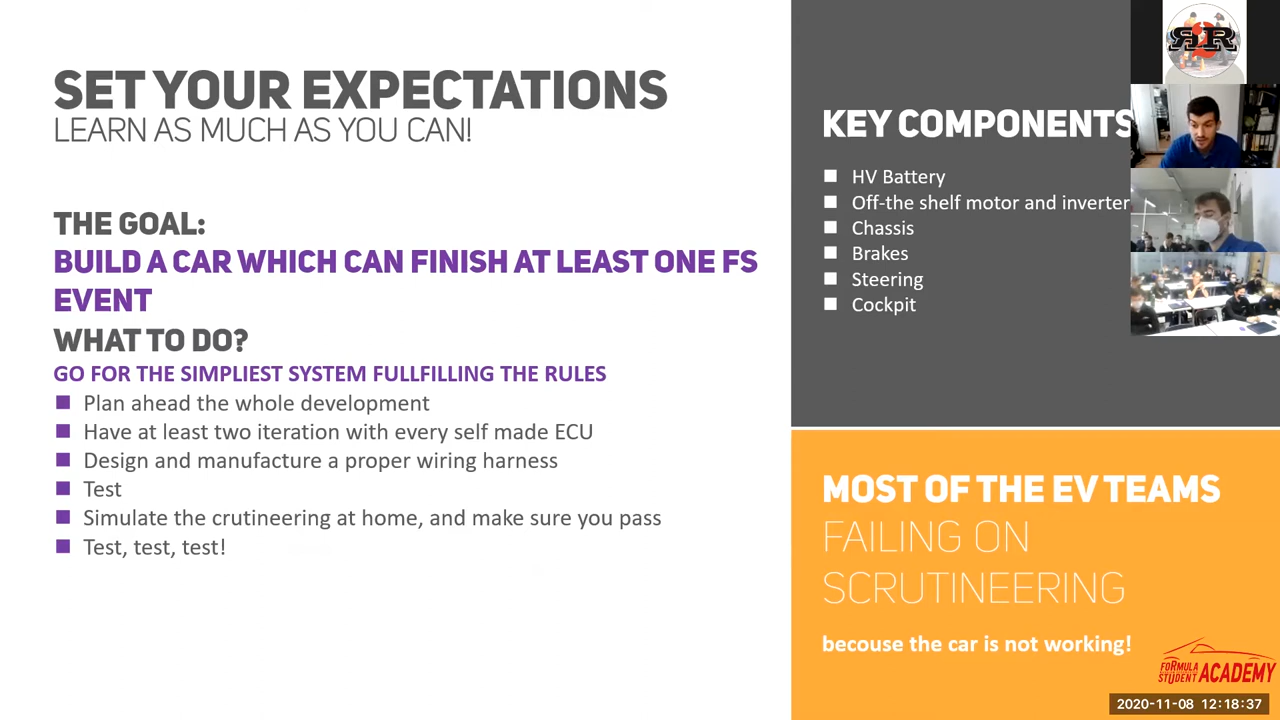 SET YOUR EXPECTATIONS
LEARN AS MUCH AS YOU CAN!
THE GOAL:
BUILD A CAR WHICH CAN FINISH AT LEAST ONE FS
EVENT
WHAT TO DO?
GO FOR THE SIMPLIEST SYSTEM FULLFILLING THE RULES
Plan ahead the whole development
Have at least two iteration with every self made ECU
Design and manufacture a proper wiring harness
Test
Simulate the crutineering at home, and make sure you pass
Test, test, test!
KEY COMPONENTS
HV Battery
Off-the shelf motor and inverter
Chassis
Brakes
Steering
Cockpit
MOST OF THE EV TEAMS
FAILING ON
SCRUTINEERING
becouse the car is not working!
FORMULA
STUDENT ACADEMY
2020-11-08 12:18:37